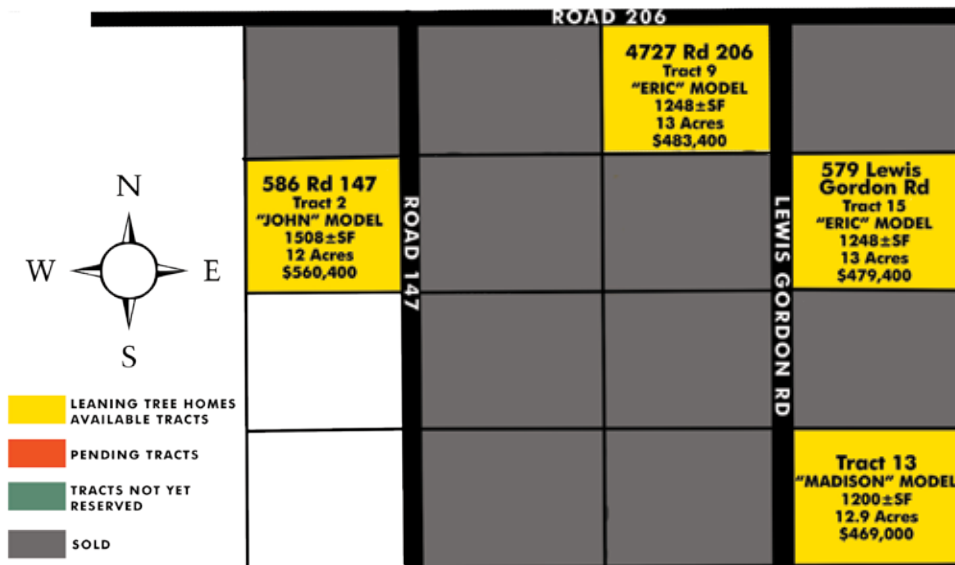 ROAD 206
4727 Rd 206
Tract 9
"ERIC" MODEL
1248±SF
13 Acres
$483,400
586 Rd 147
Tract 2
"JOHN" MODEL
1508±SF
12 Acres
$560,400
ROAD 147
LEWIS GORDON RD
579 Lewis
Gordon Rd
Tract 15
"ERIC" MODEL
1248±SF
13 Acres
$479,400
N
W
E
S
LEANING TREE HOMES
AVAILABLE TRACTS
PENDING TRACTS
TRACTS NOT YET
RESERVED
SOLD
Tract 13
"MADISON" MODEL
1200±SF
12.9 Acres
$469,000